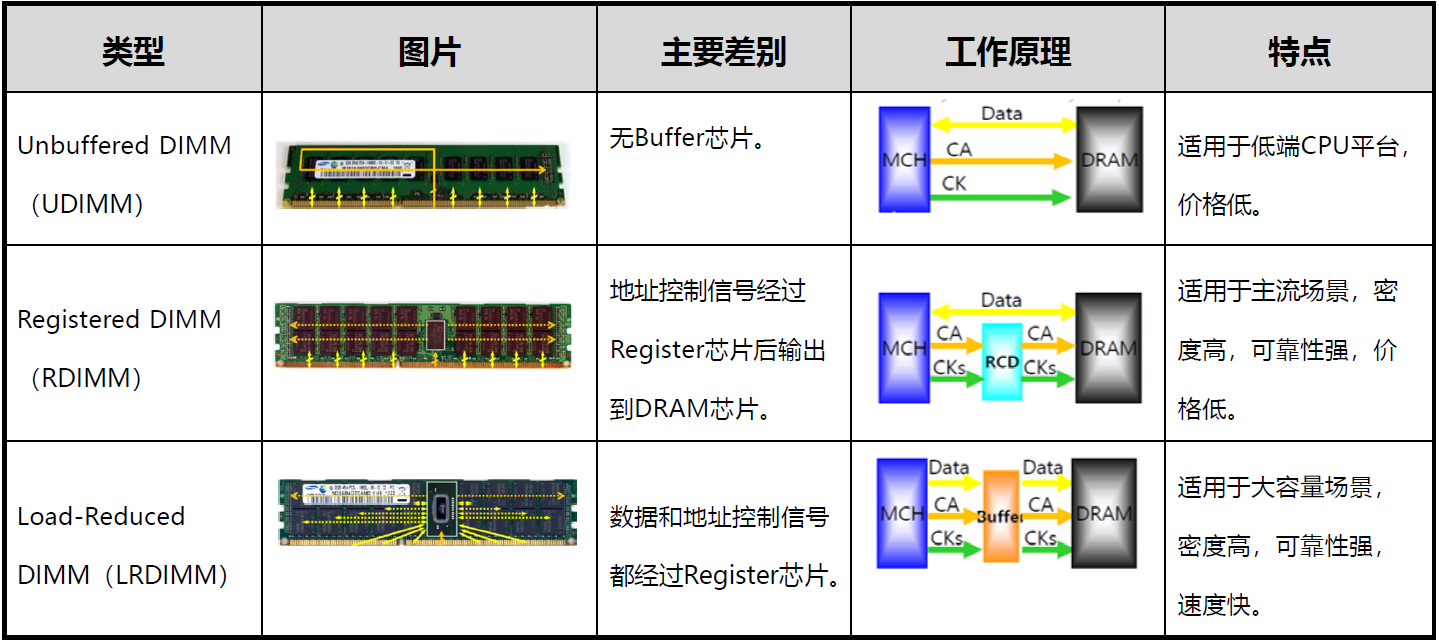 类型
图片
主要差别
工作原理
特点
Unbuffered DIMM
（UDIMM）
无Buffer芯片。
Data
MCH
CA
DRAM
CK
适用于低端CPU平台，
价格低。
Registered DIMM
（RDIMM）
地址控制信号经过
Register芯片后输出
到DRAM芯片。
Data
CA
CA
MCH
RCD
DRAM
CKs
CKs
适用于主流场景，密
度高，可靠性强，价
格低。
Load-Reduced
DIMM（LRDIMM）
数据和地址控制信号
都经过Register芯片。
Data
Data
CA
CA
MCH
Buffer
DRAM
CKs
CKs
适用于大容量场景，
密度高，可靠性强，
速度快。